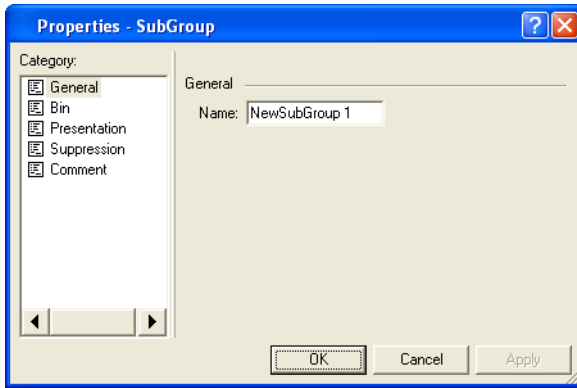 Properties - SubGroup
Category:
General
Bin
Presentation
Suppression
Comment
General
Name: NewSubGroup 1
OK Cancel Apply